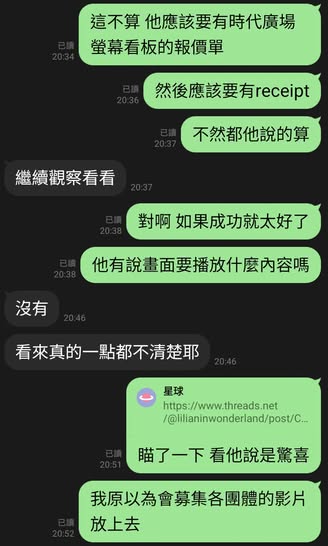 這不算 他應該要有時代廣場
螢幕看板的報價單
已讀
20:34
然後應該要有receipt
已讀
20:36
不然都他說的算
已讀
20:37
繼續觀察看看
20:37
對啊 如果成功就太好了
已讀
20:38
他有說畫面要播放什麼內容嗎
已讀
20:38
沒有
20:46
看來真的一點都不清楚耶
20:46
星球
https://www.threads.net
/@lilianinwonderland/post/C...
瞄了一下 看他說是驚喜
已讀
20:51
我原以為會募集各團體的影片
放上去
已讀
20:52